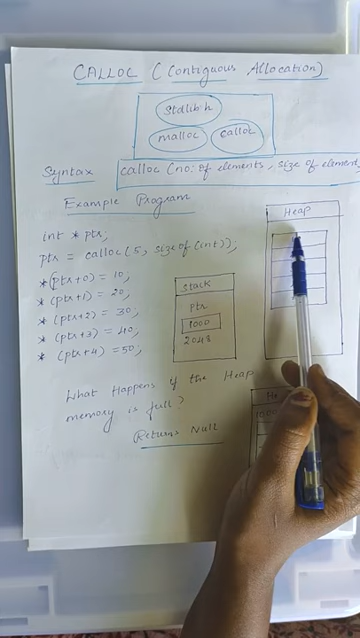 CALLOC (Contiguous Allocation)
Stdlib.h
malloc calloc
Syntax calloc (no: of elements, size of element
Example Program
int * ptr;
ptr = calloc (5, sizeof(int));
*(ptr+0) = 10;
* (ptr+1) = 20;
* (ptr+2) = 30;
* (ptr+3) = 40;
* (ptr+4) = 50;
Stack
ptr
1000
2048
Heap
What Happens if the Heap
memory is full?
Returns Null
He